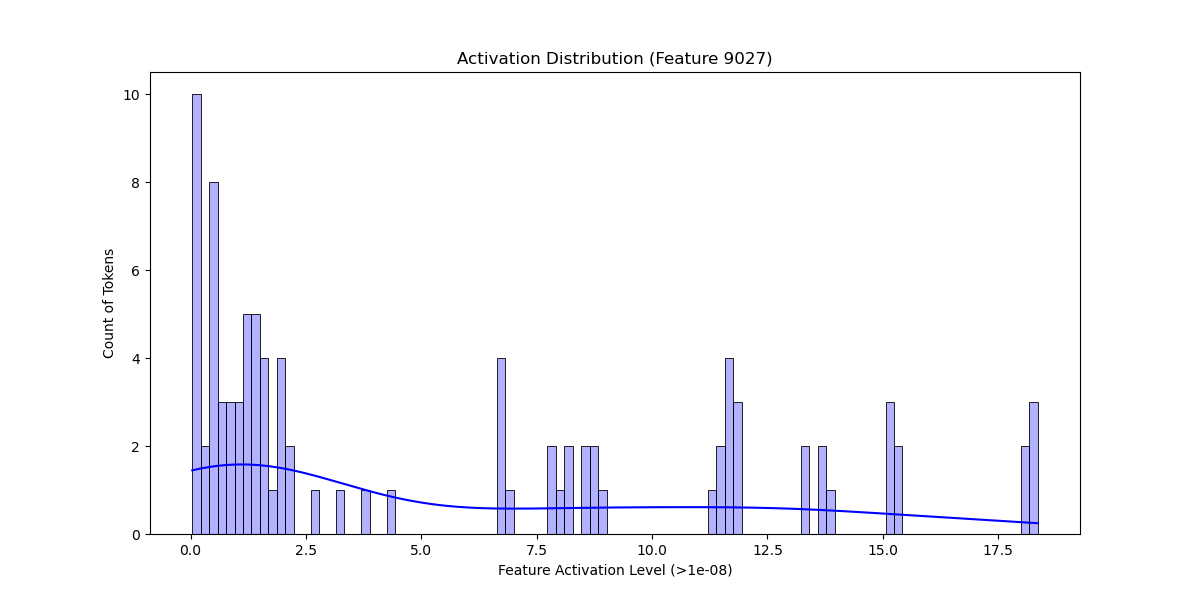 Activation Distribution (Feature 9027)
10
8
6
4
2
0
Count of Tokens
0.0 2.5 5.0 7.5 10.0 12.5 15.0 17.5
Feature Activation Level (>1e-08)